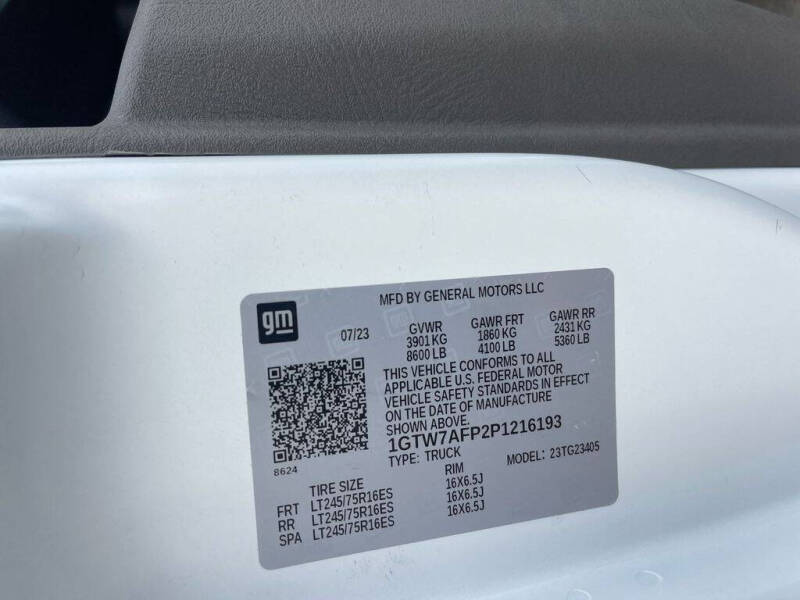 MFD BY GENERAL MOTORS LLC
gm
07/23 GVWR GAWR FRT GAWR RR
3901 KG 1860 KG 2431 KG
8600 LB 4100 LB 5360 LB
THIS VEHICLE CONFORMS TO ALL
APPLICABLE U.S. FEDERAL MOTOR
VEHICLE SAFETY STANDARDS IN EFFECT
ON THE DATE OF MANUFACTURE
SHOWN ABOVE.
1GTW7AFP2P1216193
TYPE: TRUCK MODEL: 23TG23405
8624
TIRE SIZE RIM
FRT LT245/75R16ES 16X6.5J
RR LT245/75R16ES 16X6.5J
SPA LT245/75R16ES 16X6.5J